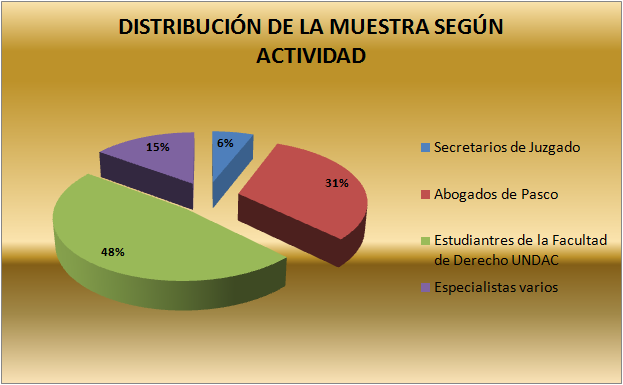 DISTRIBUCIÓN DE LA MUESTRA SEGÚN
ACTIVIDAD
6%
15%
31%
48%
Secretarios de Juzgado
Abogados de Pasco
Estudiantres de la Facultad
de Derecho UNDAC
Especialistas varios